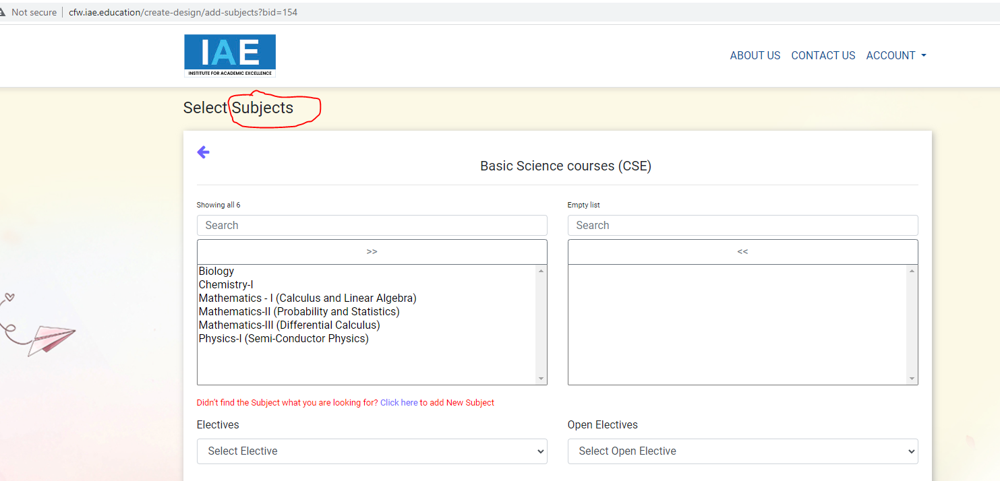 Not secure cfw.iae.education/create-design/add-subjects?bid=154
IAE
INSTITUTE FOR ACADEMIC EXCELLENCE
ABOUT US CONTACT US ACCOUNT
Select Subjects
Basic Science courses (CSE)
Showing all 6
Search
>>
Biology
Chemistry-I
Mathematics - I (Calculus and Linear Algebra)
Mathematics-II (Probability and Statistics)
Mathematics-III (Differential Calculus)
Physics-I (Semi-Conductor Physics)
Empty list
Search
<<
Didn't find the Subject what you are looking for? Click here to add New Subject
Electives
Select Elective
Open Electives
Select Open Elective